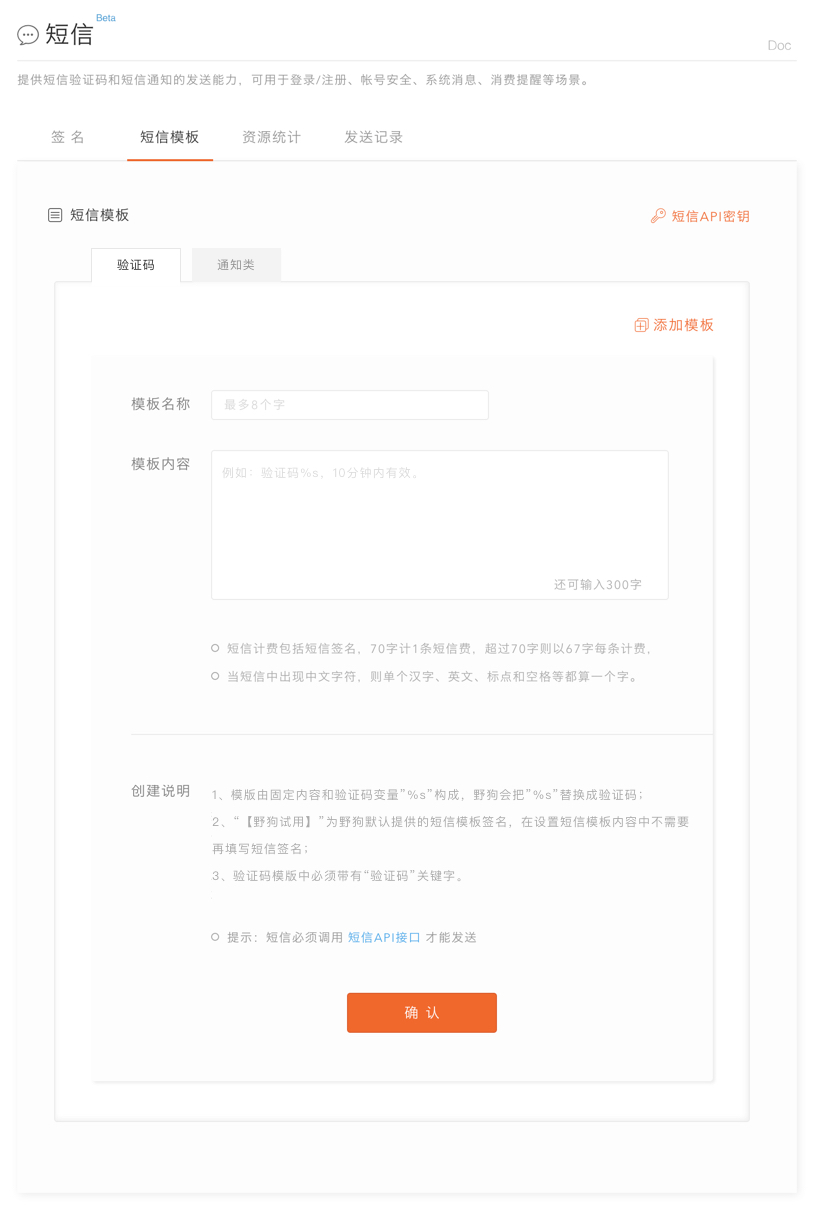 短信 Beta
Doc
提供短信验证码和短信通知的发送能力，可用于登录/注册、帐号安全、系统消息、消费提醒等场景。
签 名 短信模板 资源统计 发送记录
短信模板 短信API密钥
验证码 通知类
添加模板
模板名称 最多8个字
模板内容 例如：验证码%s，10分钟内有效。
还可输入300字
短信计费包括短信签名，70字计1条短信费，超过70字则以67字每条计费，
当短信中出现中文字符，则单个汉字、英文、标点和空格等都算一个字。
创建说明 1、模版由固定内容和验证码变量”%s”构成，野狗会把”%s”替换成验证码；
2、“【野狗试用】”为野狗默认提供的短信模板签名，在设置短信模板内容中不需要
再填写短信签名；
3、验证码模版中必须带有“验证码”关键字。
提示：短信必须调用 短信API接口 才能发送
确 认